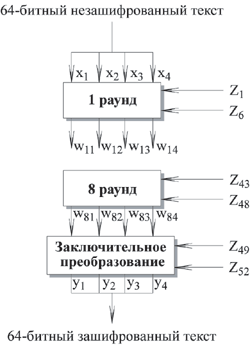 64-битный незашифрованный текст
x1 x2 x3 x4
1 раунд
Z1
Z6
w11 w12 w13 w14
8 раунд
Z43
Z48
w81 w82 w83 w84
Заключительное
преобразование
Z49
Z52
y1 y2 y3 y4
64-битный зашифрованный текст